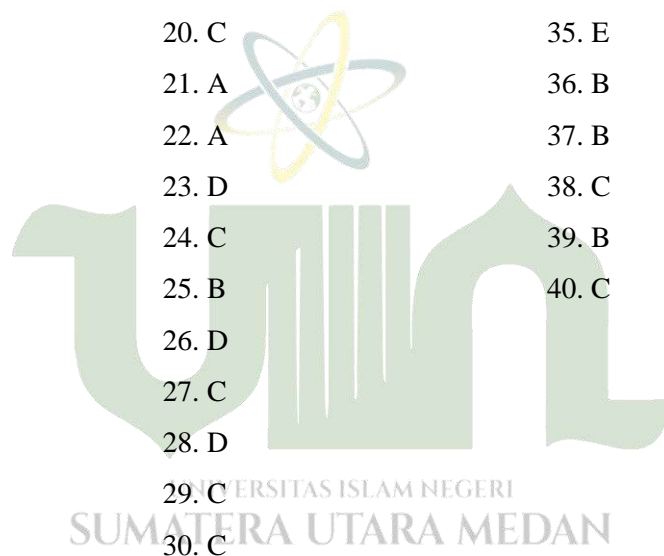 20. C
21. A
22. A
23. D
24. C
25. B
26. D
27. C
28. D
29. C
30. C
35. E
36. B
37. B
38. C
39. B
40. C
UNIVERSITAS ISLAM NEGERI
SUMATERA UTARA MEDAN